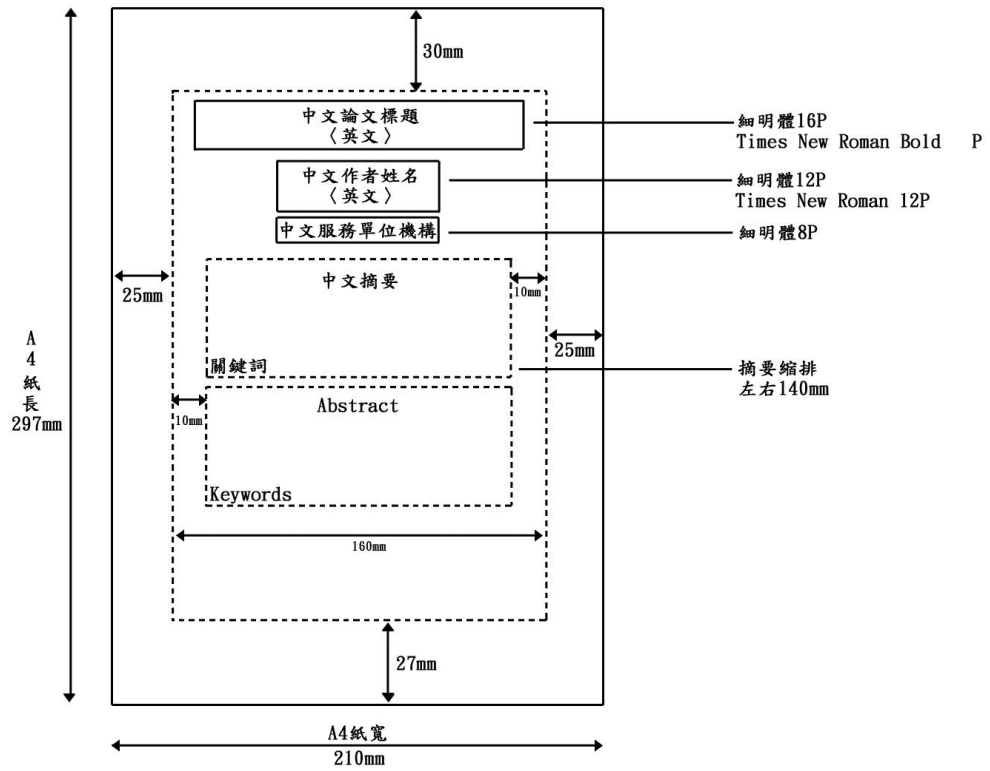 30mm
中文論文標題
〈英文〉
細明體16P
Times New Roman Bold P
中文作者姓名
〈英文〉
細明體12P
Times New Roman 12P
中文服務單位機構
細明體8P
中文摘要
10mm
25mm
關鍵詞
25mm
摘要縮排
左右140mm
A
4
紙
長
297mm
10mm
Abstract
Keywords
160mm
27mm
A4紙寬
210mm